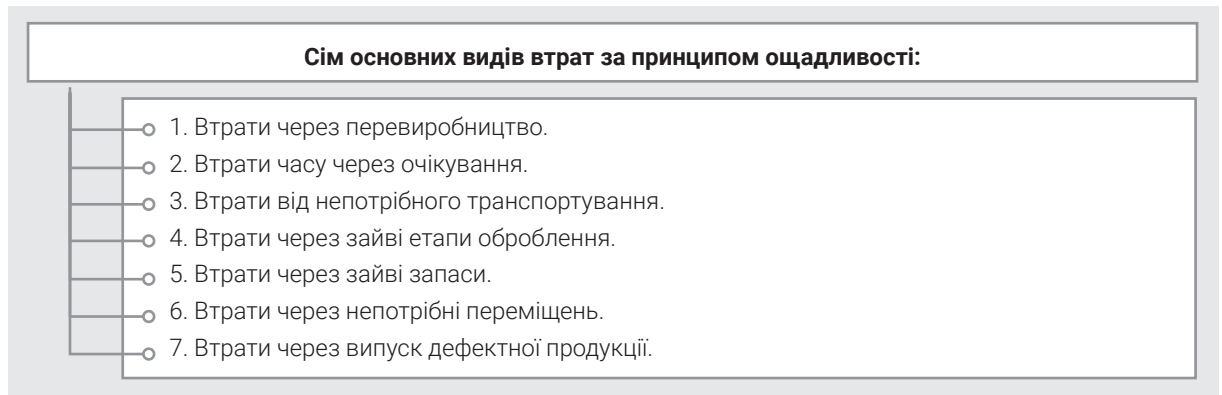 Сім основних видів втрат за принципом ощадливості:
1. Втрати через перевиробництво.
2. Втрати часу через очікування.
3. Втрати від непотрібного транспортування.
4. Втрати через зайві етапи оброблення.
5. Втрати через зайві запаси.
6. Втрати через непотрібні переміщень.
7. Втрати через випуск дефектної продукції.